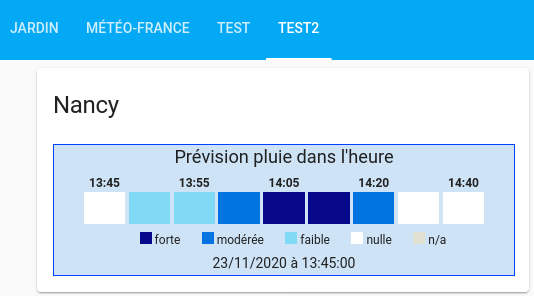 JARDIN MÉTÉO-FRANCE TEST TEST2
Nancy
Prévision pluie dans l'heure
13:45 13:55 14:05 14:20 14:40
forte modérée faible nulle n/a
23/11/2020 à 13:45:00